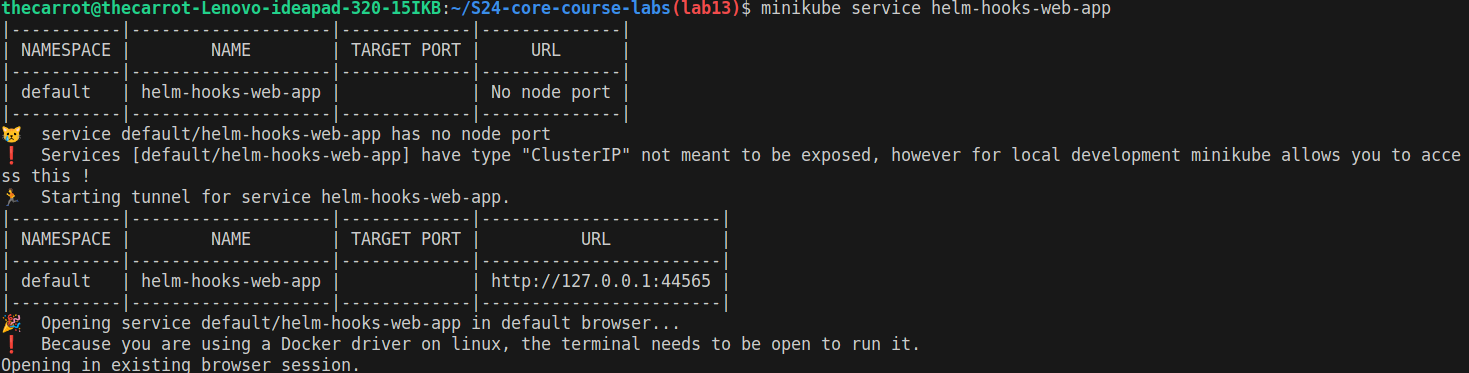 thecarrot@thecarrot-Lenovo-ideapad-320-15IKB:~/S24-core-course-labs(lab13)$ minikube service helm-hooks-web-app
|-----------|--------------------|-------------|--------------|
| NAMESPACE |        NAME        | TARGET PORT |     URL      |
|-----------|--------------------|-------------|--------------|
| default   | helm-hooks-web-app |             | No node port |
|-----------|--------------------|-------------|--------------|
😿  service default/helm-hooks-web-app has no node port
❗  Services [default/helm-hooks-web-app] have type "ClusterIP" not meant to be exposed, however for local development minikube allows you to acce
ss this !
🏃  Starting tunnel for service helm-hooks-web-app.
|-----------|--------------------|-------------|------------------------|
| NAMESPACE |        NAME        | TARGET PORT |          URL           |
|-----------|--------------------|-------------|------------------------|
| default   | helm-hooks-web-app |             | http://127.0.0.1:44565 |
|-----------|--------------------|-------------|------------------------|
🎉  Opening service default/helm-hooks-web-app in default browser...
❗  Because you are using a Docker driver on linux, the terminal needs to be open to run it.
Opening in existing browser session.